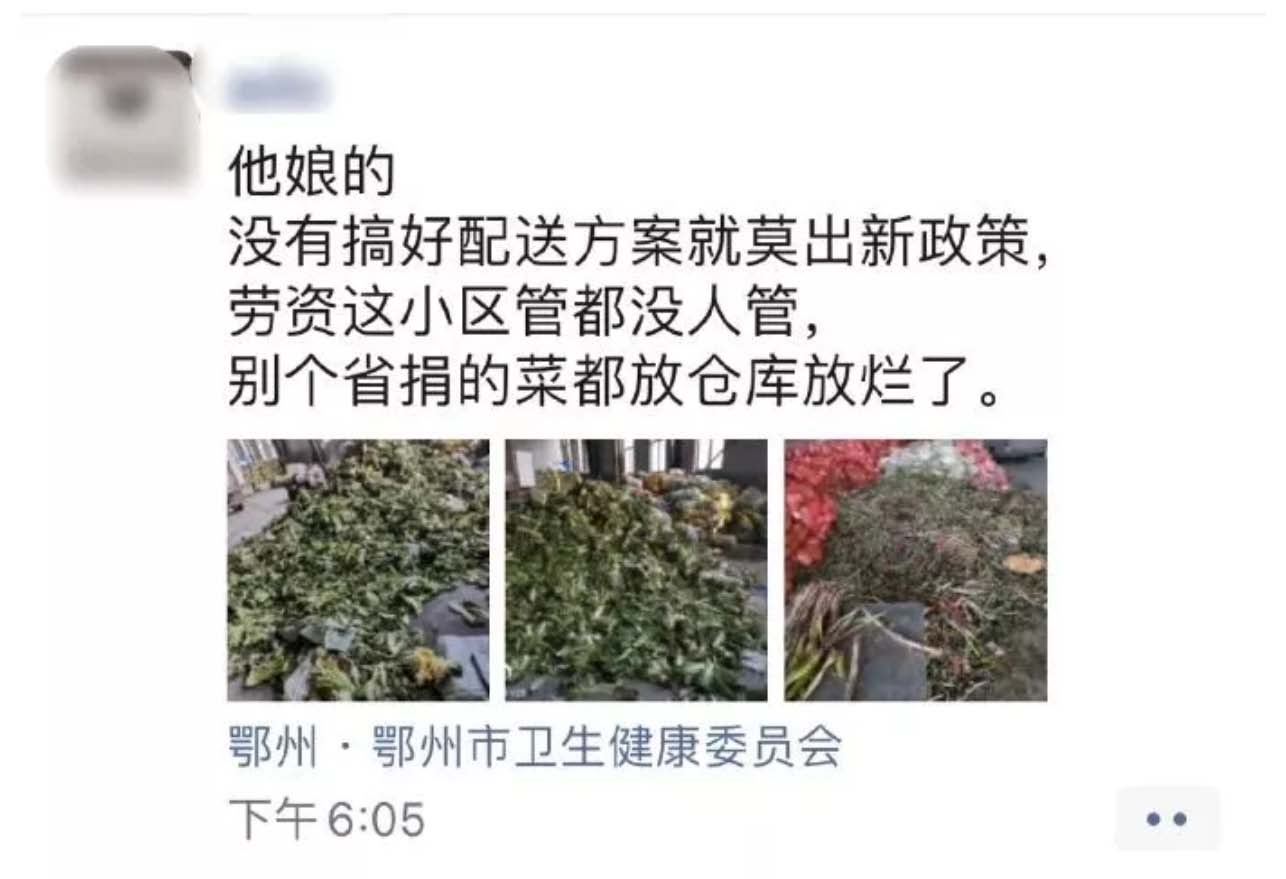 他娘的
没有搞好配送方案就莫出新政策,
劳资这小区管都没人管,
别个省捐的菜都放仓库放烂了。
鄂州·鄂州市卫生健康委员会
下午6:05